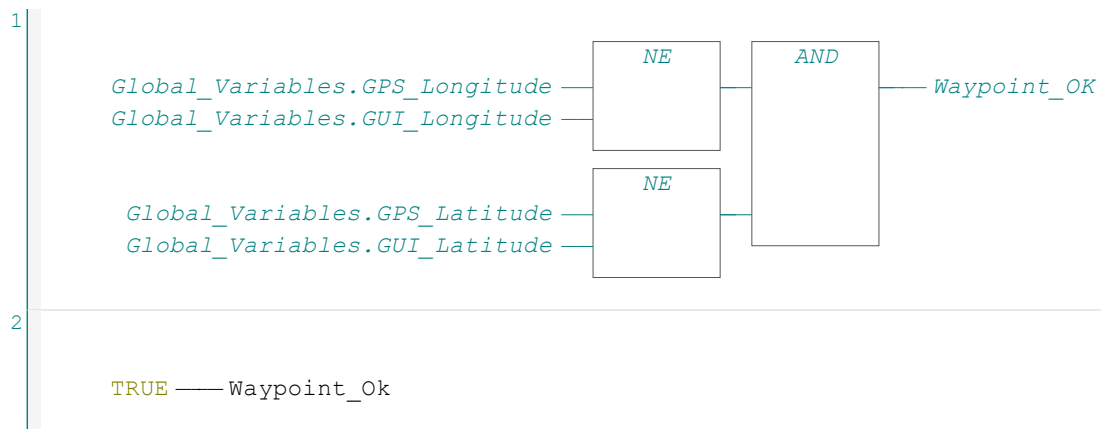 1
NE AND
Global_Variables.GPS_Longitude Waypoint_OK
Global_Variables.GUI_Longitude
NE
Global_Variables.GPS_Latitude
Global_Variables.GUI_Latitude
2
TRUE Waypoint_Ok